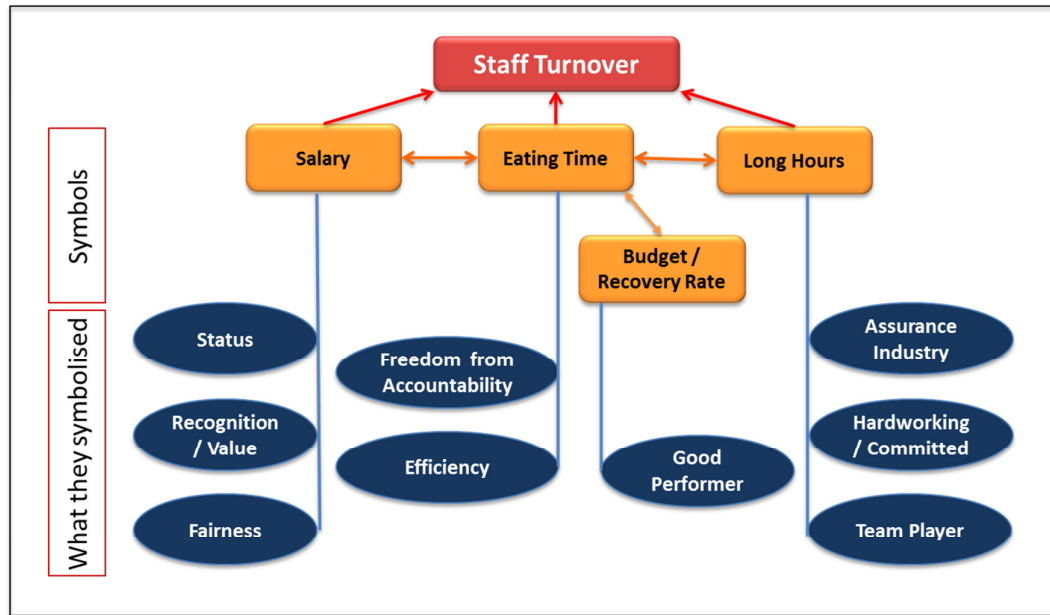 Staff Turnover
Symbols
Salary
Eating Time
Long Hours
Budget /
Recovery Rate
What they symbolised
Status
Recognition
/ Value
Fairness
Freedom from
Accountability
Efficiency
Good
Performer
Assurance
Industry
Hardworking
/ Committed
Team Player